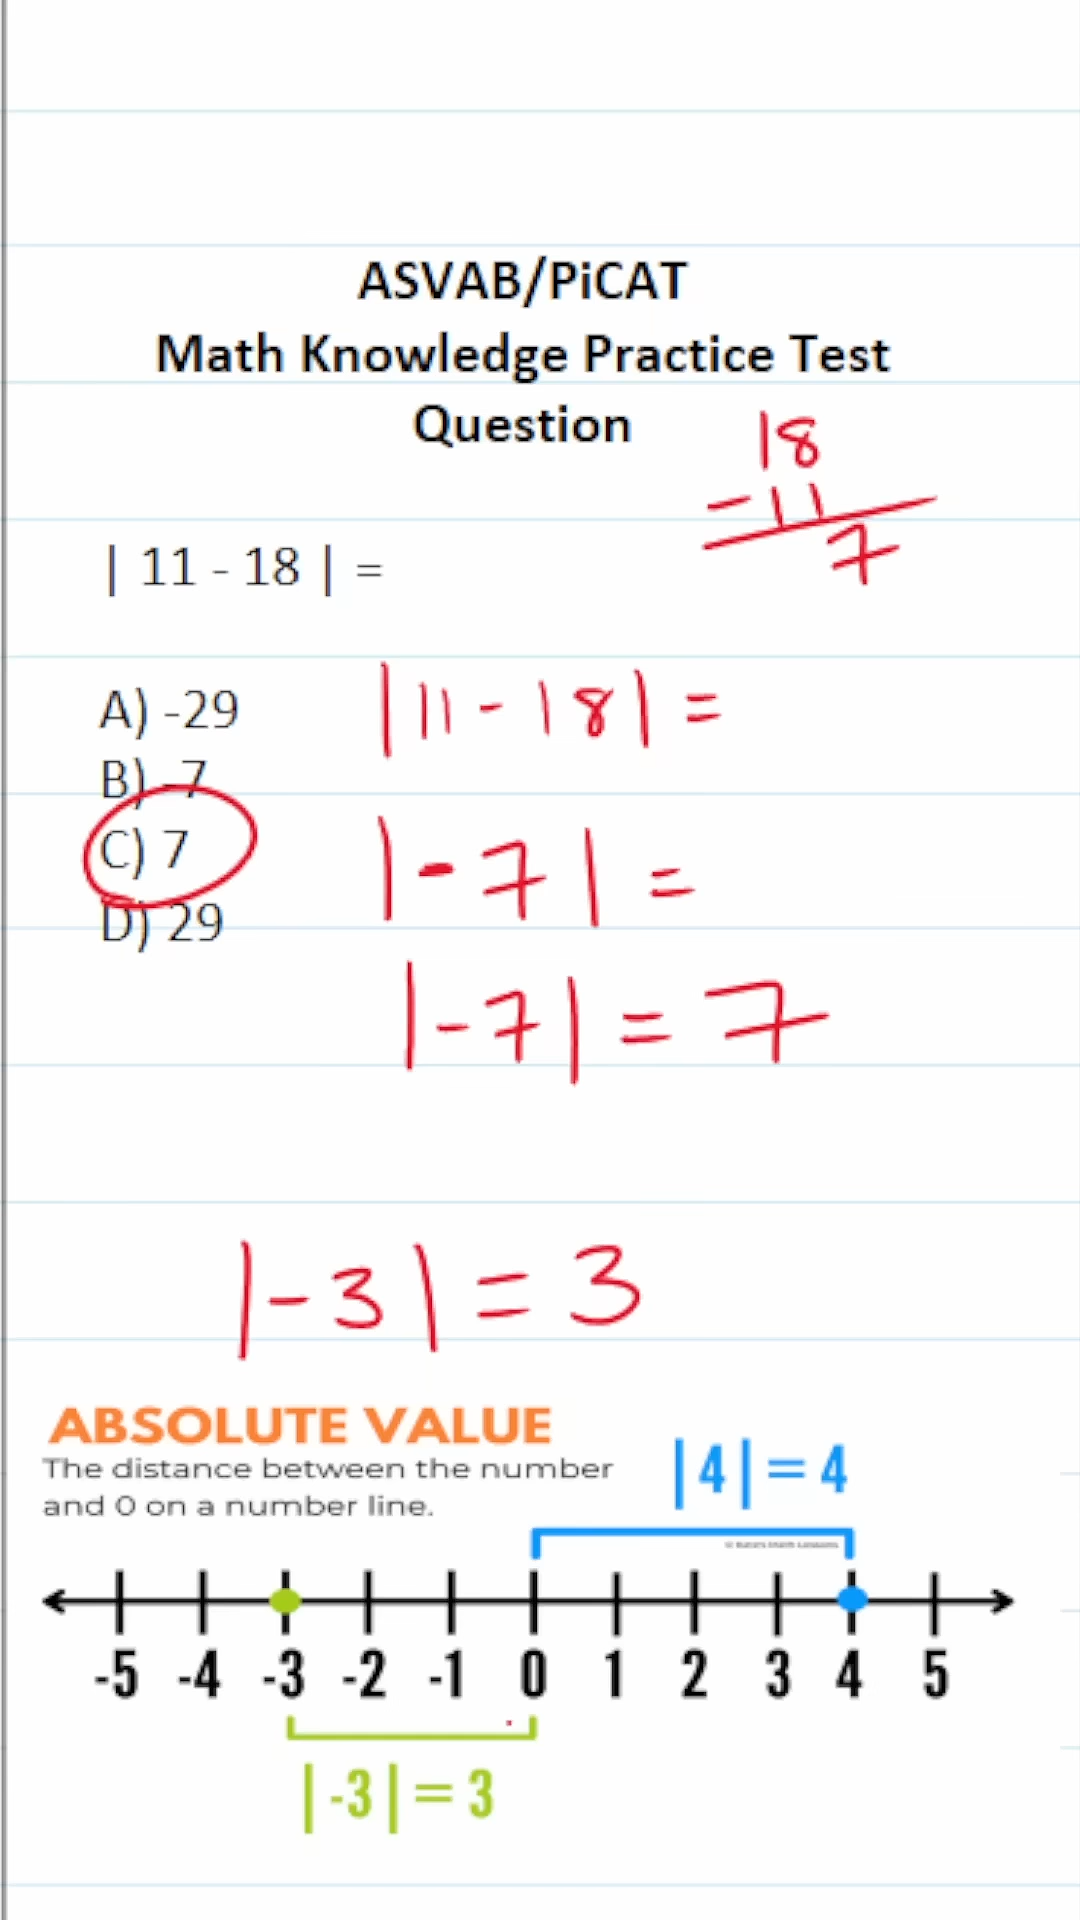 ASVAB/PiCAT
Math Knowledge Practice Test
Question
18
- 11
7
| 11 - 18 | =
A) -29
B) -7
C) 7
D) 29
|11 - 18| =
|-7| =
|-7| = 7
|-3| = 3
ABSOLUTE VALUE
The distance between the number
and 0 on a number line.
|4| = 4
-5 -4 -3 -2 -1 0 1 2 3 4 5
|-3| = 3